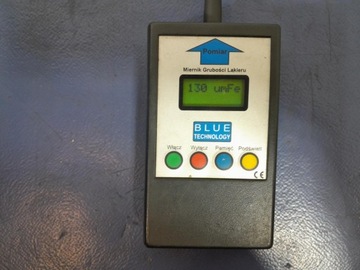 Pomiar
Miernik Grubości Lakieru
130 umFe
BLUE
TECHNOLOGY
Włącz Wyłącz Pamięć Podświetl
CE